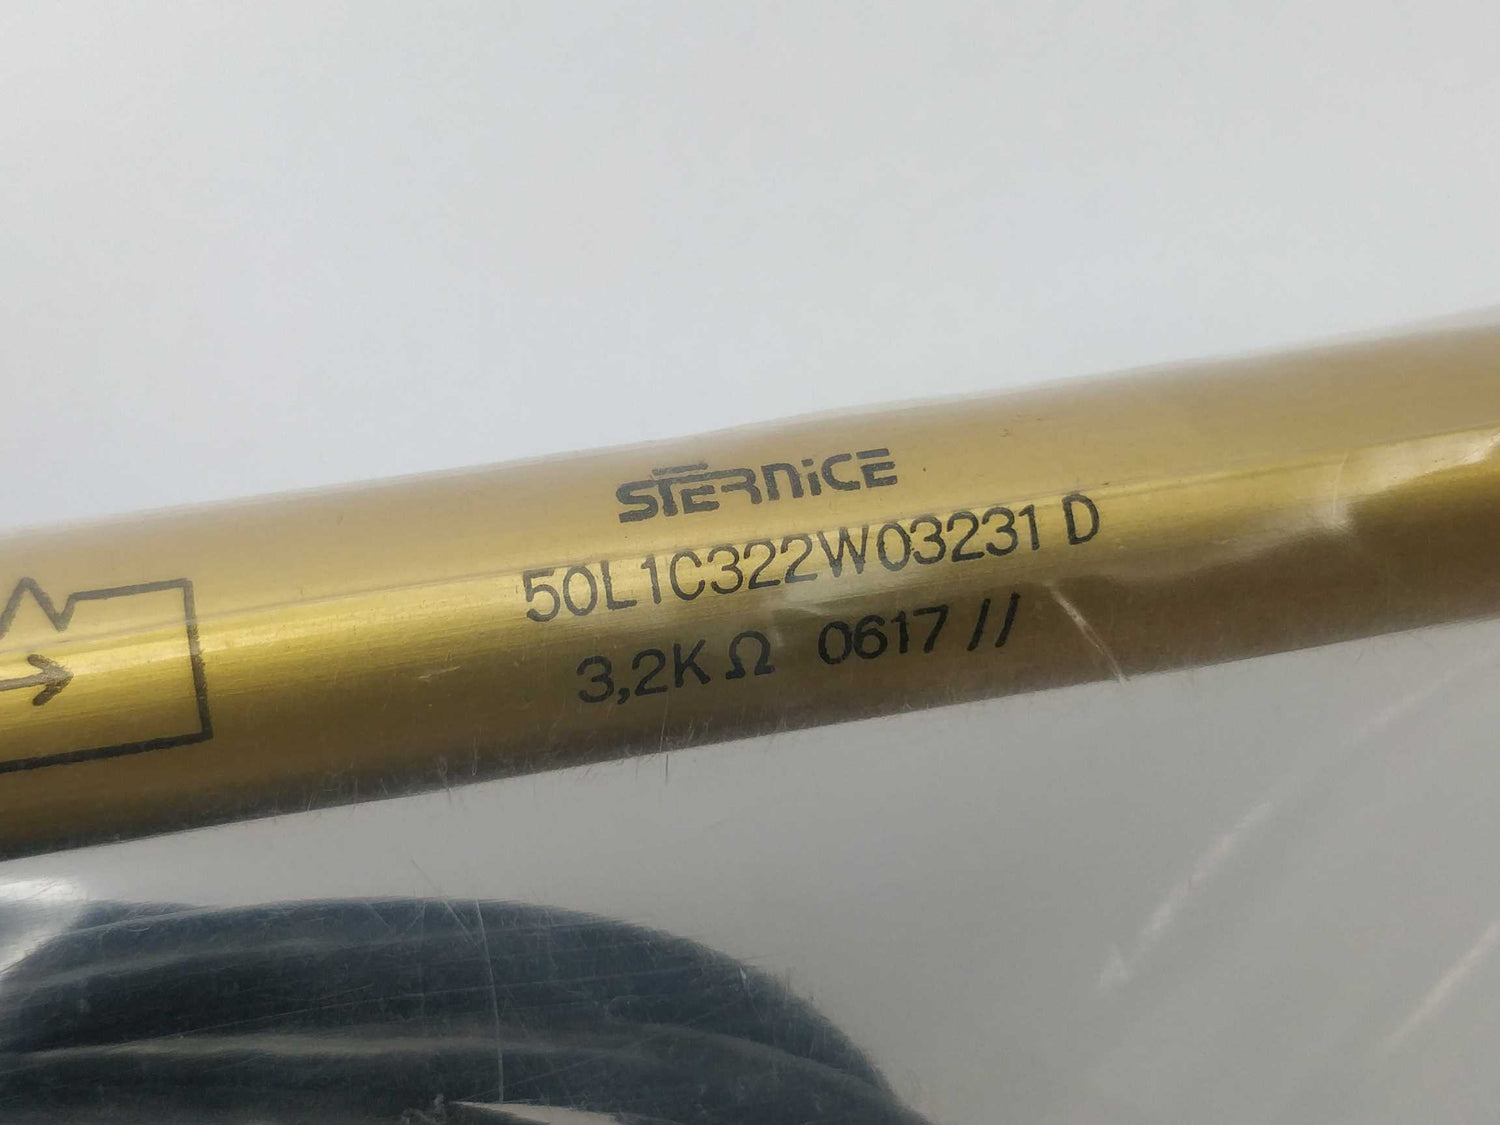 STERNICE
50L1C322W03231 D
3,2K Ω 0617 //